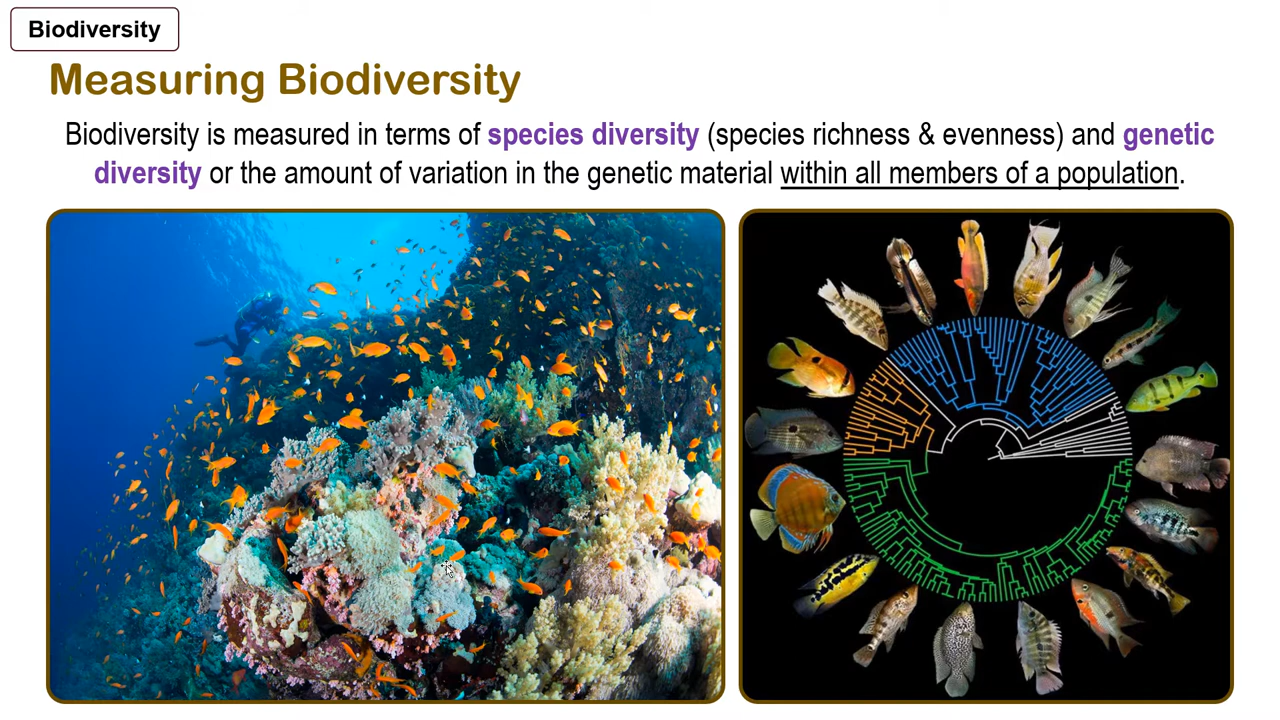 Biodiversity
Measuring Biodiversity
Biodiversity is measured in terms of species diversity (species richness & evenness) and genetic
diversity or the amount of variation in the genetic material within all members of a population.